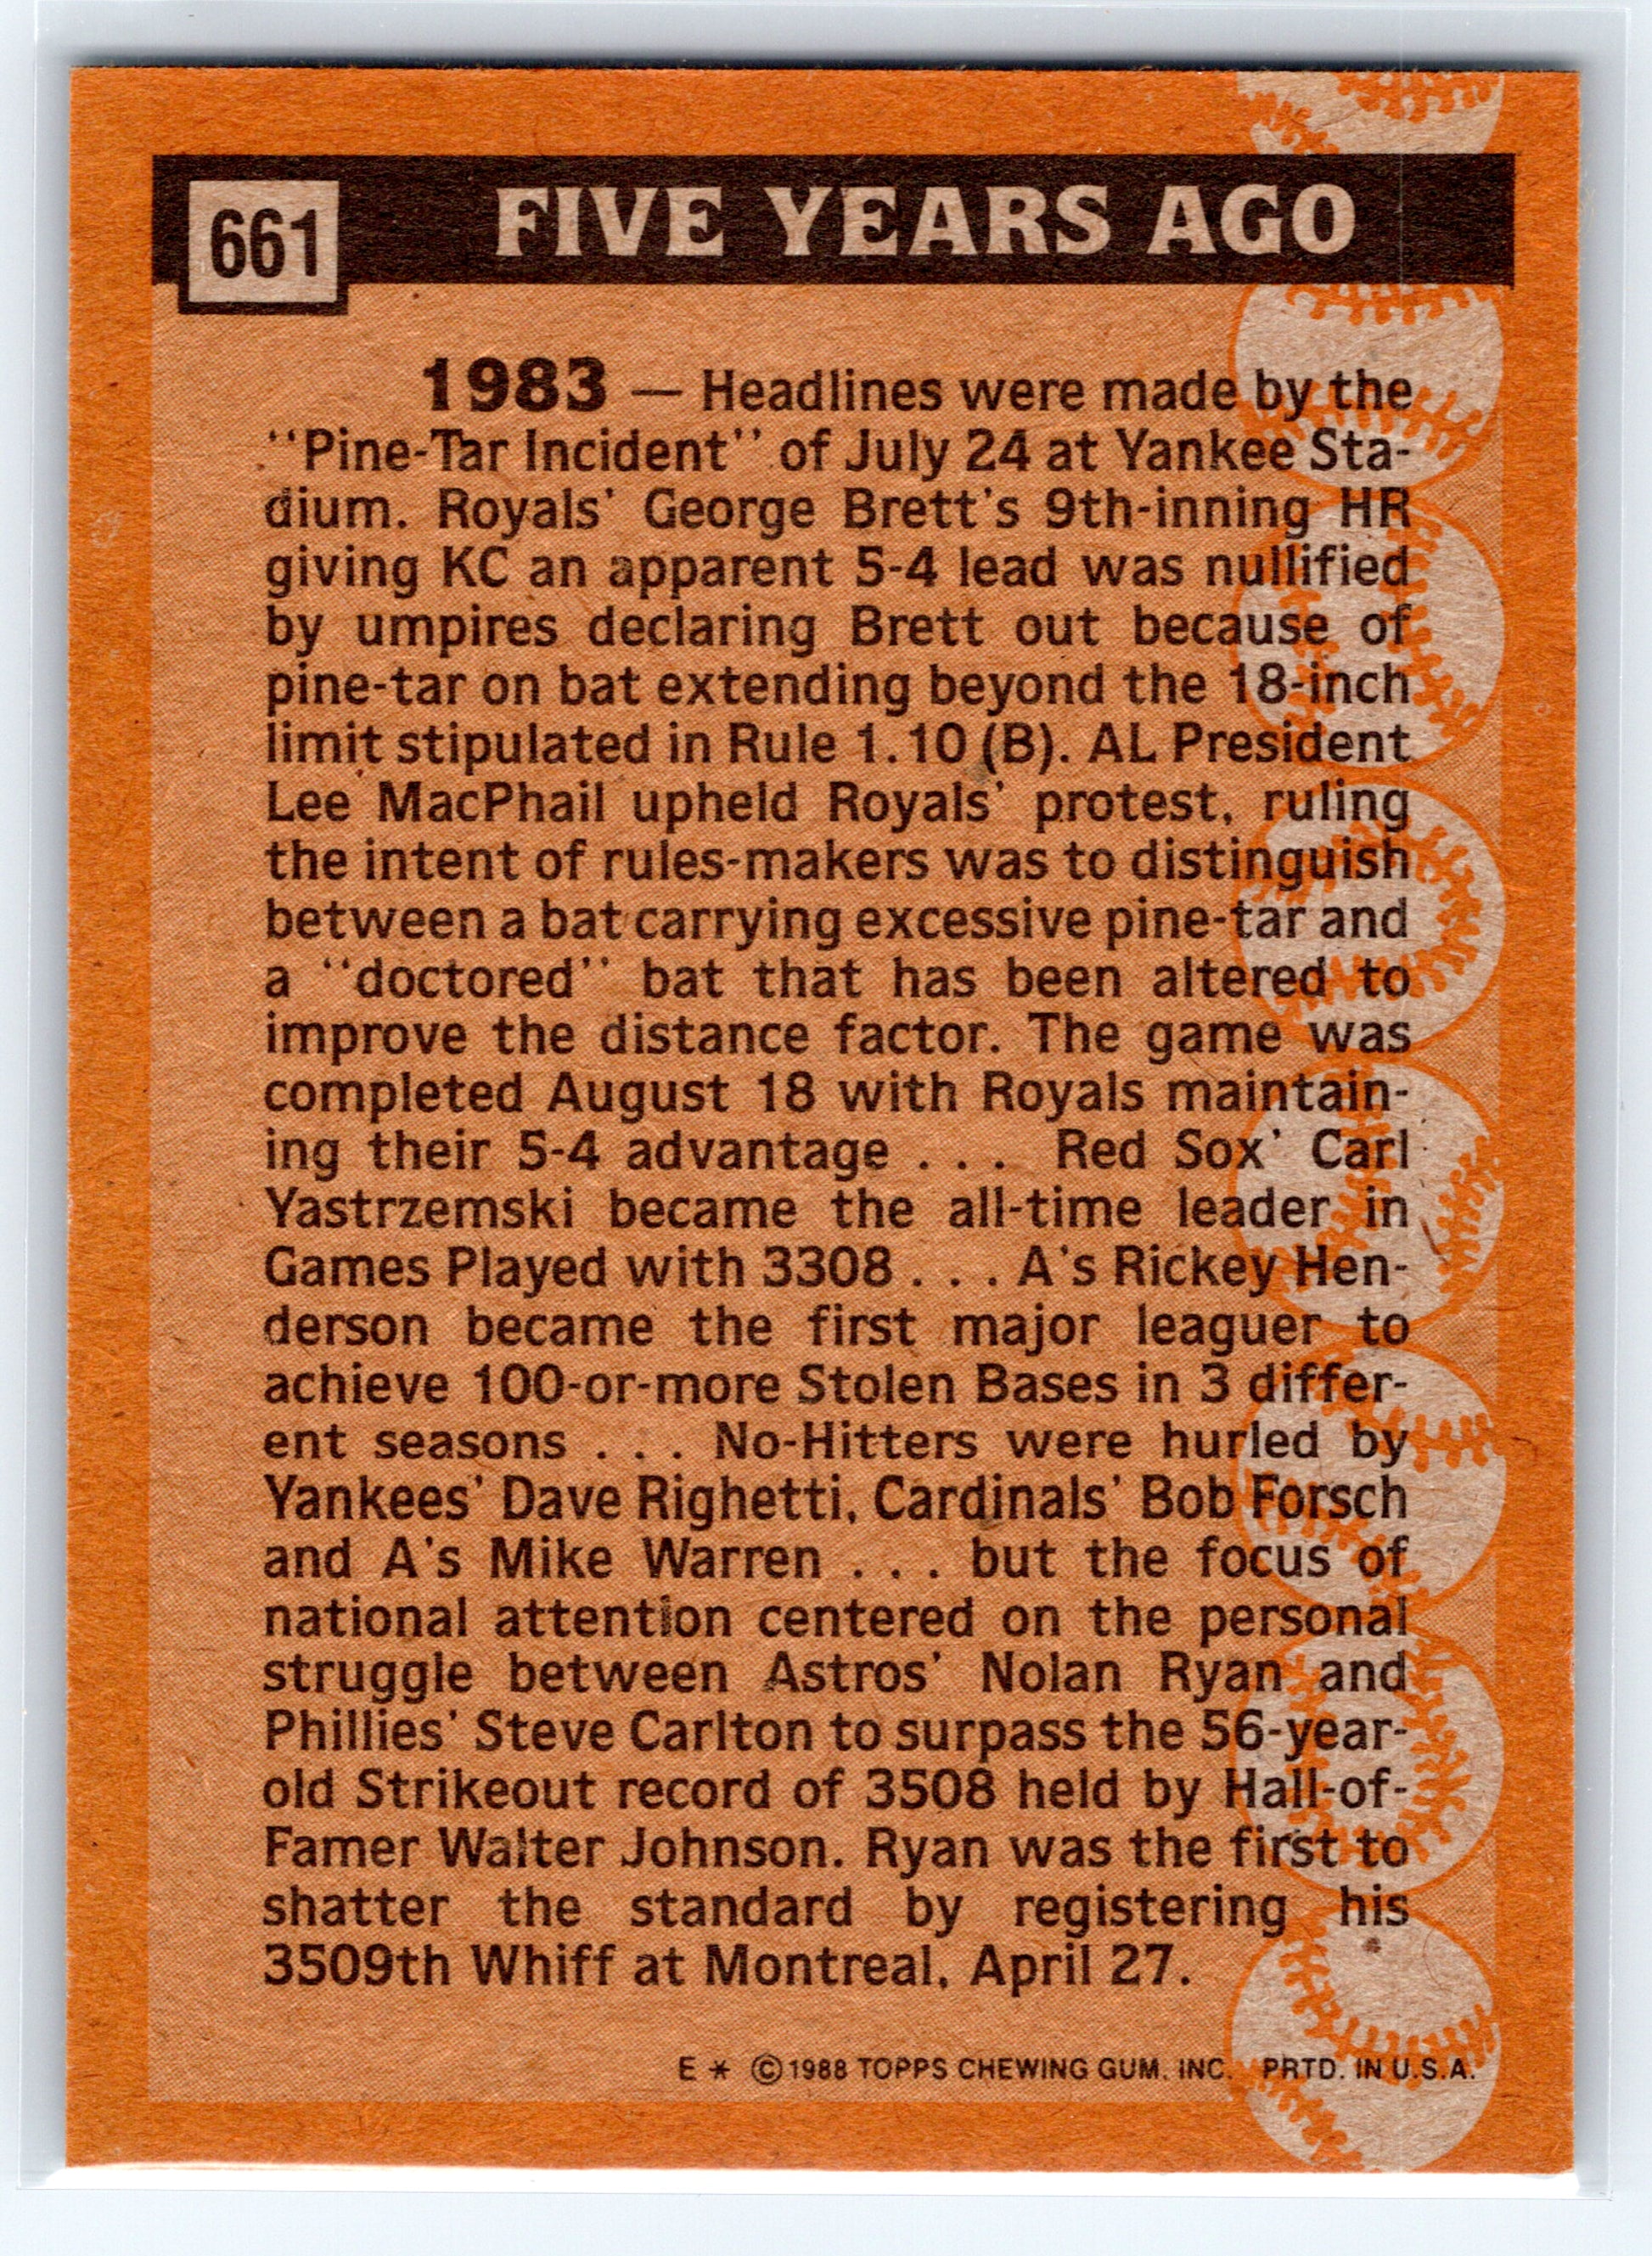 661
FIVE YEARS AGO
1983 — Headlines were made by the
"Pine-Tar Incident" of July 24 at Yankee Sta-
dium. Royals' George Brett's 9th-inning HR
giving KC an apparent 5-4 lead was nullified
by umpires declaring Brett out because of
pine-tar on bat extending beyond the 18-inch
limit stipulated in Rule 1.10 (B). AL President
Lee MacPhail upheld Royals' protest, ruling
the intent of rules-makers was to distinguish
between a bat carrying excessive pine-tar and
a "doctored" bat that has been altered to
improve the distance factor. The game was
completed August 18 with Royals maintain-
ing their 5-4 advantage . . . Red Sox' Carl
Yastrzemski became the all-time leader in
Games Played with 3308 . . . A's Rickey Hen-
derson became the first major leaguer to
achieve 100-or-more Stolen Bases in 3 differ-
ent seasons . . . No-Hitters were hurled by
Yankees' Dave Righetti, Cardinals' Bob Forsch
and A's Mike Warren . . . but the focus of
national attention centered on the personal
struggle between Astros' Nolan Ryan and
Phillies' Steve Carlton to surpass the 56-year-
old Strikeout record of 3508 held by Hall-of-
Famer Walter Johnson. Ryan was the first to
shatter the standard by registering his
3509th Whiff at Montreal, April 27.
E * ©1988 TOPPS CHEWING GUM, INC. PRTD. IN U.S.A.